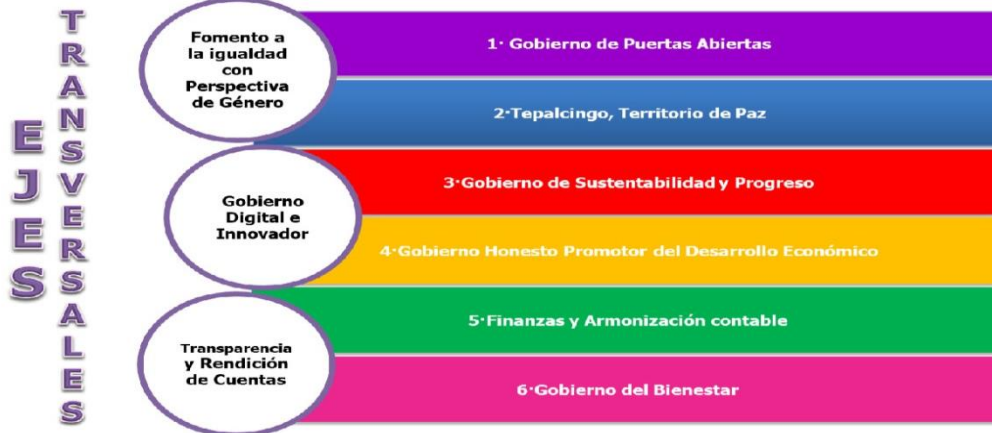 EJES
TRANSVERSALES
Fomento a
la igualdad
con
Perspectiva
de Género
Gobierno
Digital e
Innovador
Transparencia
y Rendición
de Cuentas
1· Gobierno de Puertas Abiertas
2·Tepalcingo, Territorio de Paz
3·Gobierno de Sustentabilidad y Progreso
4·Gobierno Honesto Promotor del Desarrollo Económico
5·Finanzas y Armonización contable
6·Gobierno del Bienestar